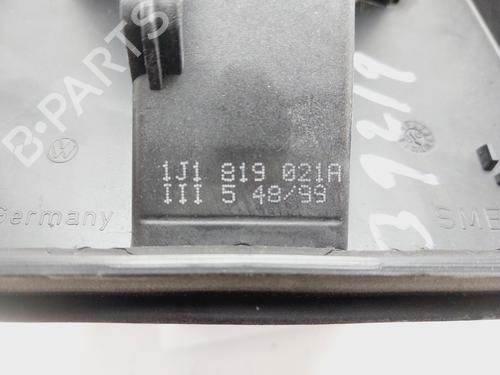 B-PARTS
1J1 819 021A
III 5 48/99
Germany
SME